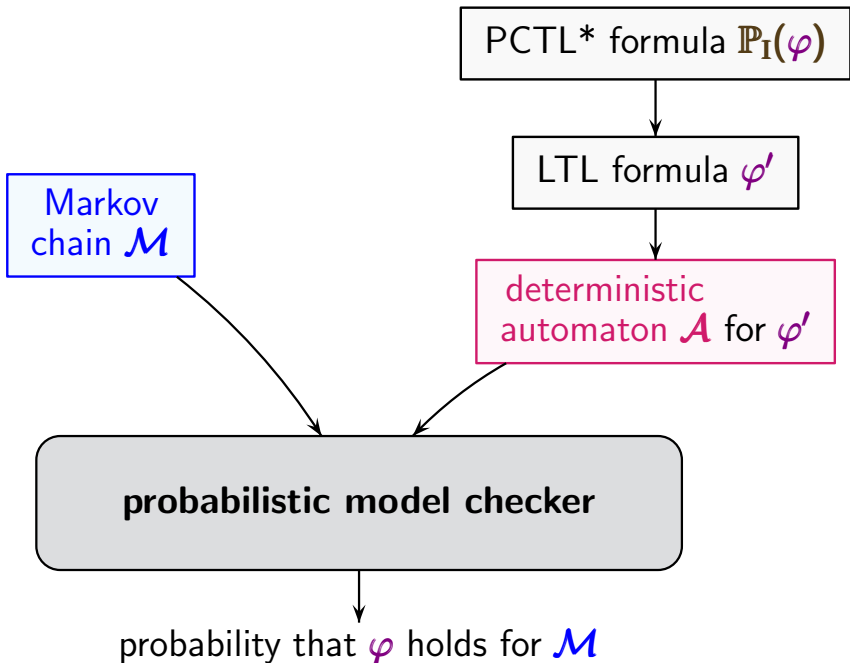 PCTL* formula ℙ_I(φ)
LTL formula φ′
Markov
chain 𝓜
deterministic
automaton 𝓐 for φ′
probabilistic model checker
probability that φ holds for 𝓜